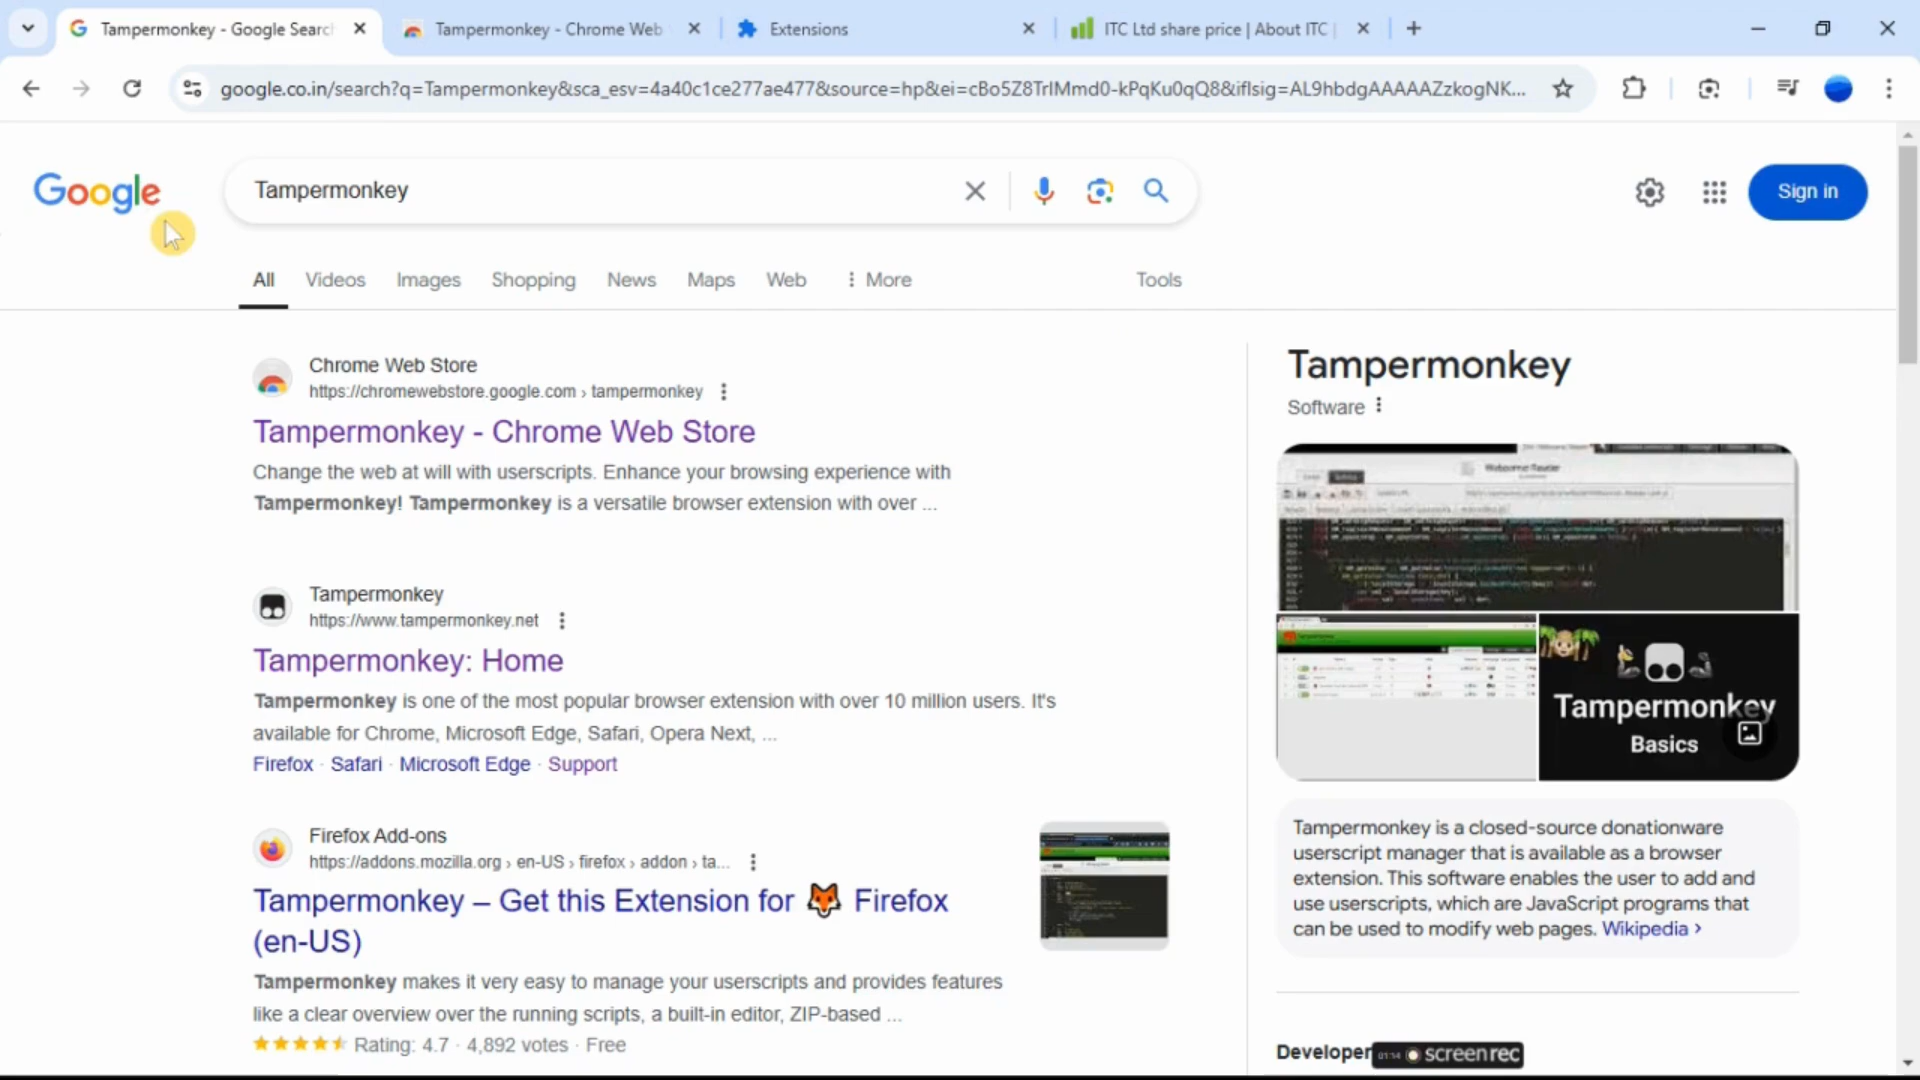 Tampermonkey - Google Search
Tampermonkey - Chrome Web
Extensions
ITC Ltd share price | About ITC |
google.co.in/search?q=Tampermonkey&sca_esv=4a40c1ce277ae477&source=hp&ei=cBo5Z8TrIMmd0-kPqKu0qQ8&iflsig=AL9hbdgAAAAAZzkogNK...
Google
Tampermonkey
Sign in
All
Videos
Images
Shopping
News
Maps
Web
More
Tools
Chrome Web Store
https://chromewebstore.google.com › tampermonkey
Tampermonkey - Chrome Web Store
Change the web at will with userscripts. Enhance your browsing experience with
Tampermonkey! Tampermonkey is a versatile browser extension with over ...
Tampermonkey
https://www.tampermonkey.net
Tampermonkey: Home
Tampermonkey is one of the most popular browser extension with over 10 million users. It's
available for Chrome, Microsoft Edge, Safari, Opera Next, ...
Firefox · Safari · Microsoft Edge · Support
Firefox Add-ons
https://addons.mozilla.org › en-US › firefox › addon › ta...
Tampermonkey – Get this Extension for 🦊 Firefox
(en-US)
Tampermonkey makes it very easy to manage your userscripts and provides features
like a clear overview over the running scripts, a built-in editor, ZIP-based ...
Rating: 4.7 · 4,892 votes · Free
Tampermonkey
Software
Tampermonkey
Basics
Tampermonkey is a closed-source donationware
userscript manager that is available as a browser
extension. This software enables the user to add and
use userscripts, which are JavaScript programs that
can be used to modify web pages. Wikipedia ›
Developer
01:14 screenrec